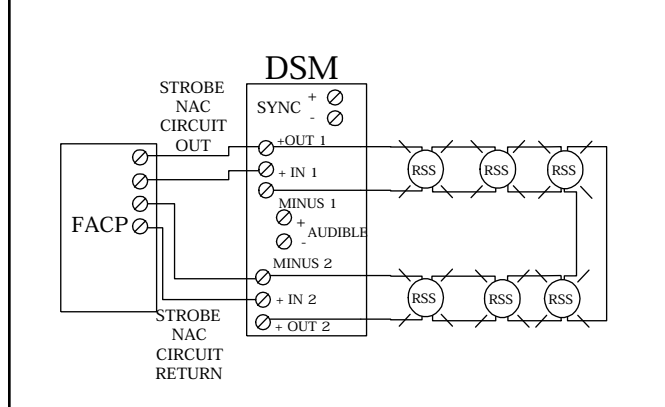 DSM
STROBE
NAC
CIRCUIT
OUT
SYNC + 
-
+OUT 1
+ IN 1
MINUS 1
+
AUDIBLE
-
MINUS 2
+ IN 2
+ OUT 2
FACP
STROBE
NAC
CIRCUIT
RETURN
RSS RSS RSS
RSS RSS RSS